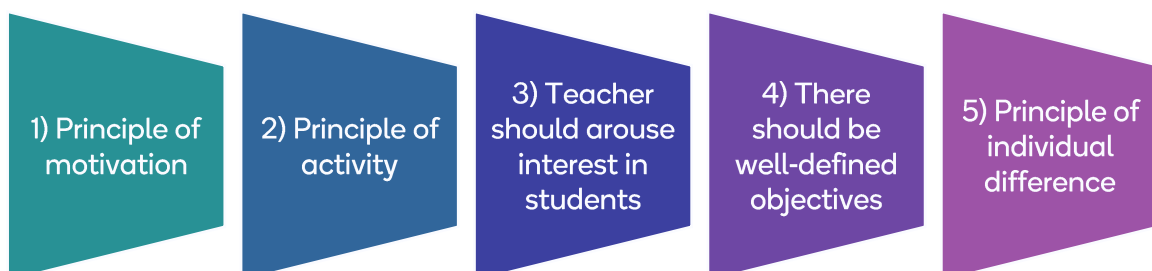 1) Principle of
motivation
2) Principle of
activity
3) Teacher
should arouse
interest in
students
4) There
should be
well-defined
objectives
5) Principle of
individual
difference